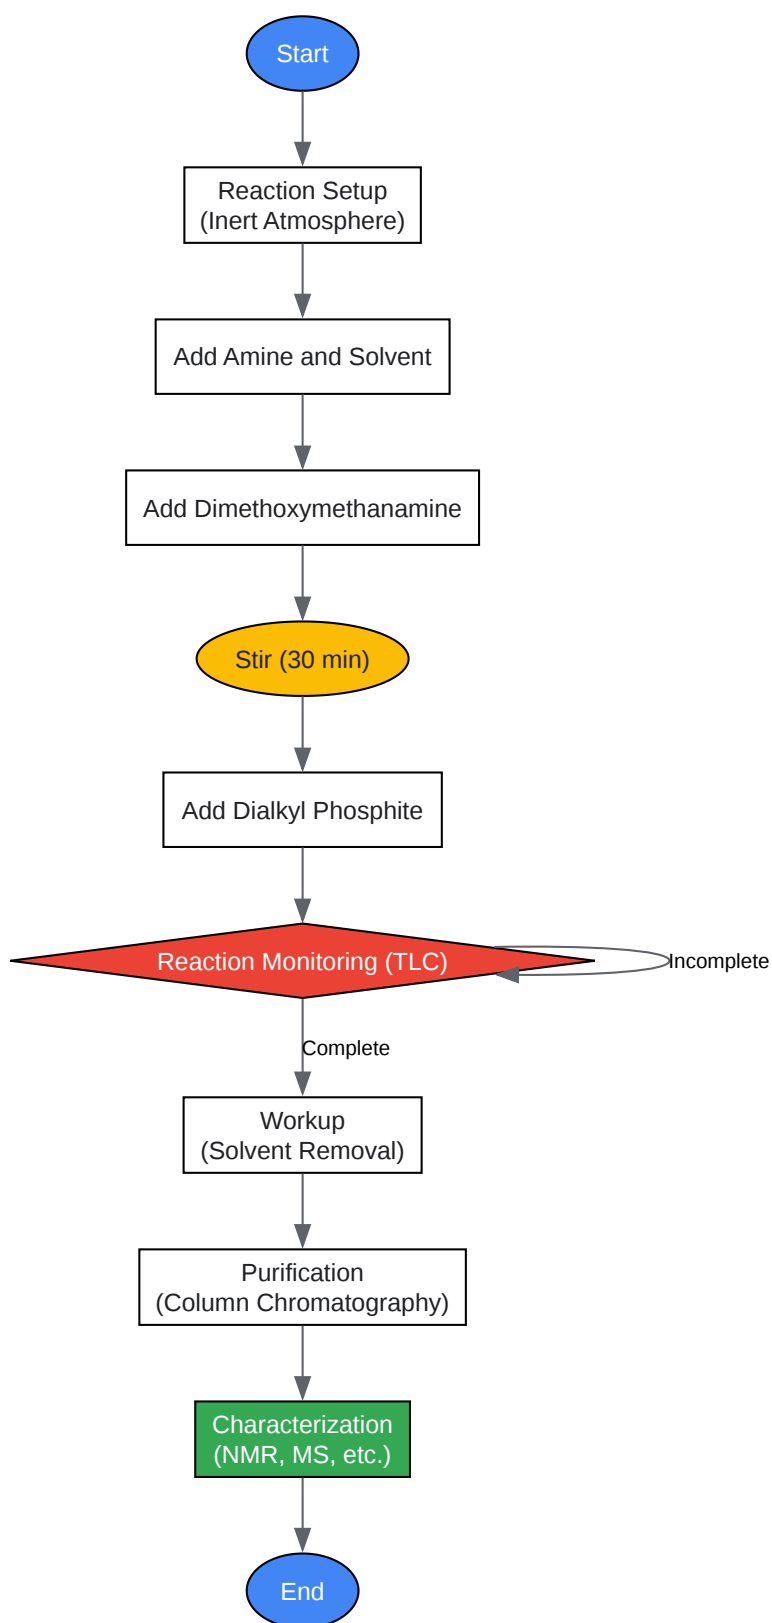 Start
Reaction Setup
(Inert Atmosphere)
Add Amine and Solvent
Add Dimethoxymethanamine
Stir (30 min)
Add Dialkyl Phosphite
Reaction Monitoring (TLC)
Incomplete
Complete
Workup
(Solvent Removal)
Purification
(Column Chromatography)
Characterization
(NMR, MS, etc.)
End